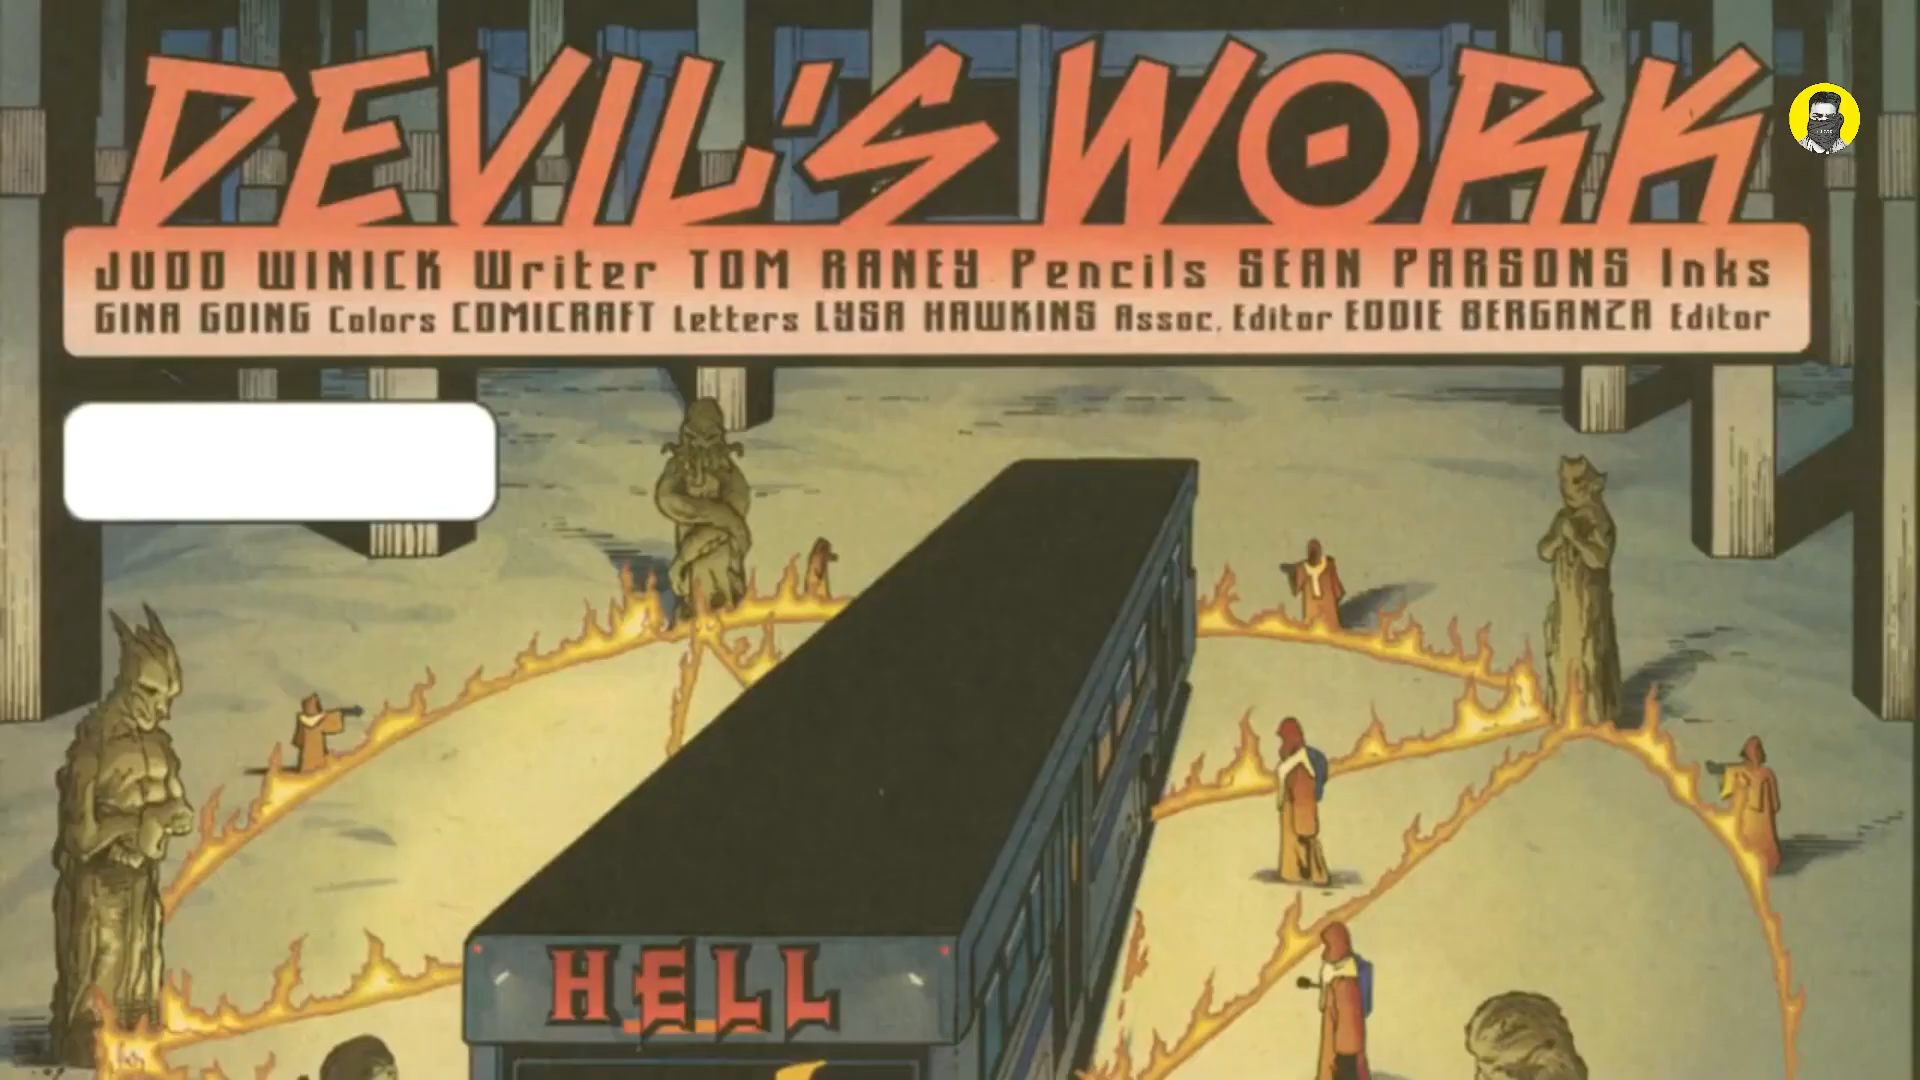 DEVIL'S WORK
JUDD WINICK Writer TOM RANEY Pencils SEAN PARSONS Inks
GINA GOING Colors COMICRAFT Letters LYSA HAWKINS Assoc. Editor EDDIE BERGANZA Editor
HELL